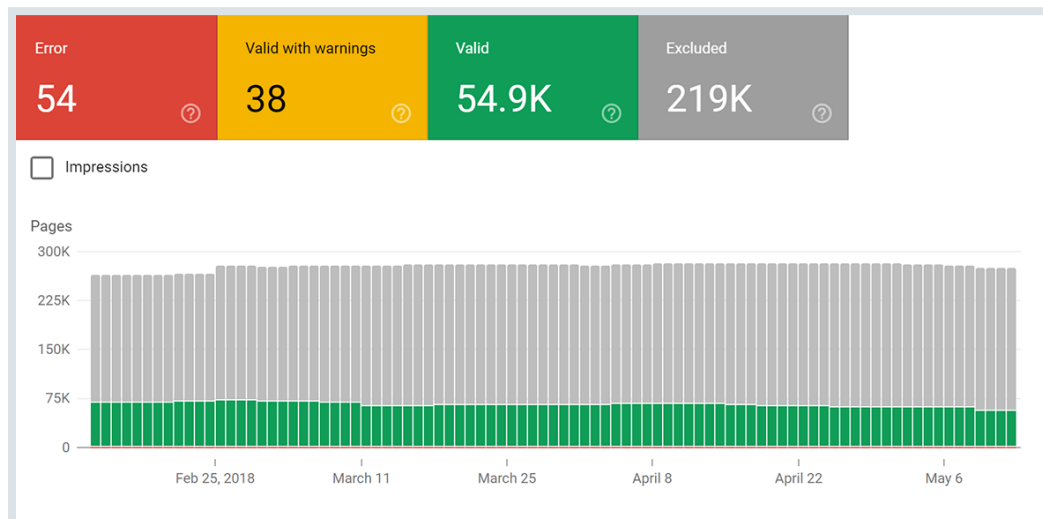 Error
54
Valid with warnings
38
Valid
54.9K
Excluded
219K
Impressions
Pages
300K
225K
150K
75K
0
Feb 25, 2018 March 11 March 25 April 8 April 22 May 6